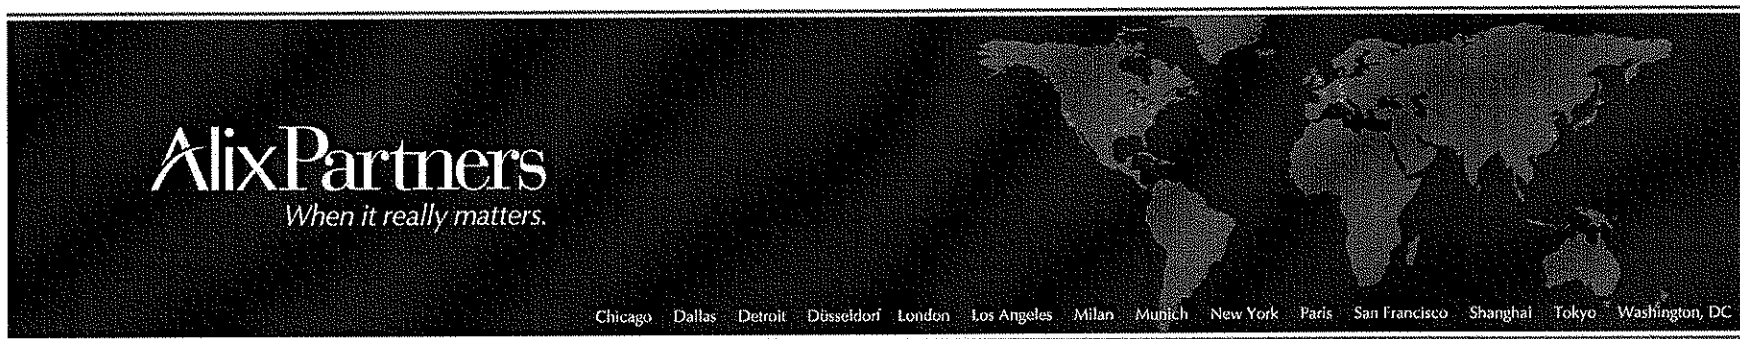 AlixPartners
When it really matters.
Chicago Dallas Detroit Düsseldorf London Los Angeles Milan Munich New York Paris San Francisco Shanghai Tokyo Washington, DC